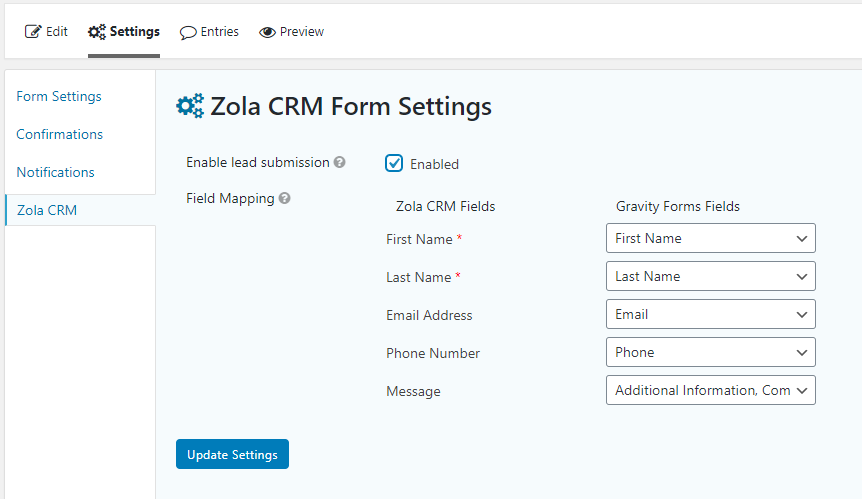 Edit Settings Entries Preview
Form Settings
Confirmations
Notifications
Zola CRM
Zola CRM Form Settings
Enable lead submission ? Enabled
Field Mapping ?
Zola CRM Fields Gravity Forms Fields
First Name * First Name
Last Name * Last Name
Email Address Email
Phone Number Phone
Message Additional Information, Com
Update Settings